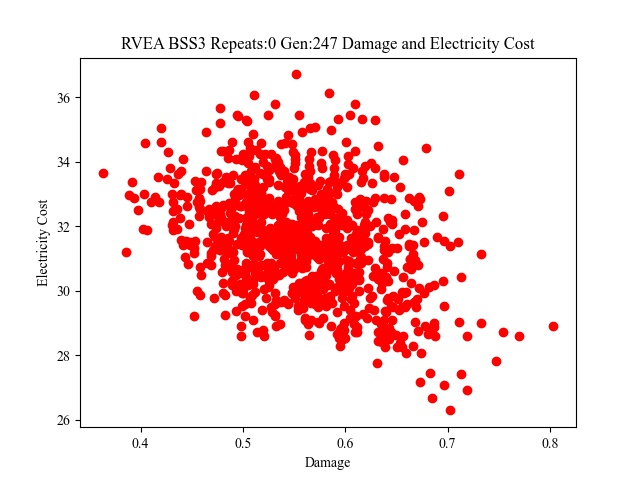 RVEA BSS3 Repeats:0 Gen:247 Damage and Electricity Cost
36
34
32
30
28
26
Electricity Cost
0.4 0.5 0.6 0.7 0.8
Damage